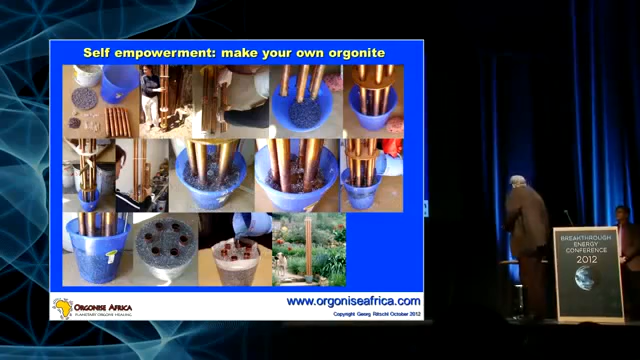 Self empowerment: make your own orgonite
ORGONISE AFRICA
PLANETARY ORGONE HEALING
www.orgoniseafrica.com
Copyright Georg Ritschl October 2012
BREAKTHROUGH
ENERGY
CONFERENCE
2012